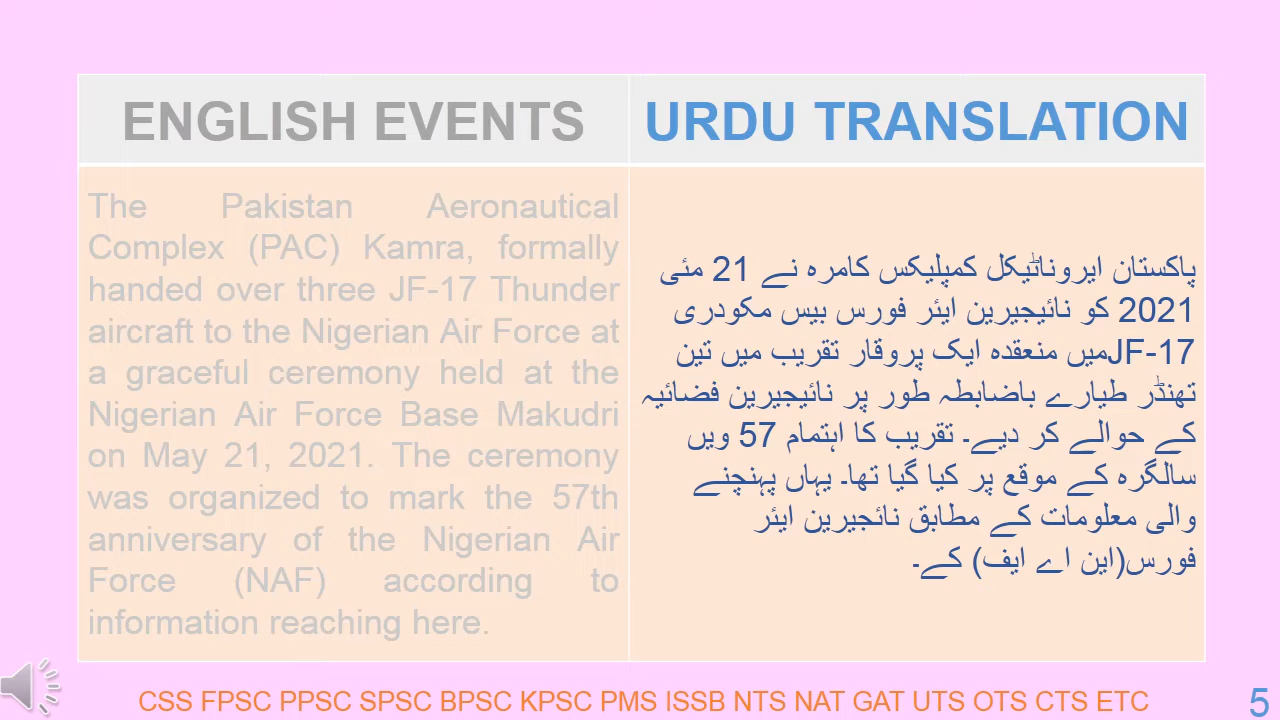 ENGLISH EVENTS
The Pakistan Aeronautical
Complex (PAC) Kamra, formally
handed over three JF-17 Thunder
aircraft to the Nigerian Air Force at
a graceful ceremony held at the
Nigerian Air Force Base Makudri
on May 21, 2021. The ceremony
was organized to mark the 57th
anniversary of the Nigerian Air
Force (NAF) according to
information reaching here.
URDU TRANSLATION
پاکستان ایروناٹیکل کمپلیکس کامرہ نے 21 مئی
2021 کو نائیجیرین ایئر فورس بیس مکودری
JF-17میں منعقدہ ایک پروقار تقریب میں تین
تھنڈر طیارے باضابطہ طور پر نائیجیرین فضائیہ
کے حوالے کر دیے۔ تقریب کا اہتمام 57 ویں
سالگرہ کے موقع پر کیا گیا تھا۔ یہاں پہنچنے
والی معلومات کے مطابق نائجیرین ایئر
فورس(این اے ایف) کے۔
CSS FPSC PPSC SPSC BPSC KPSC PMS ISSB NTS NAT GAT UTS OTS CTS ETC
5